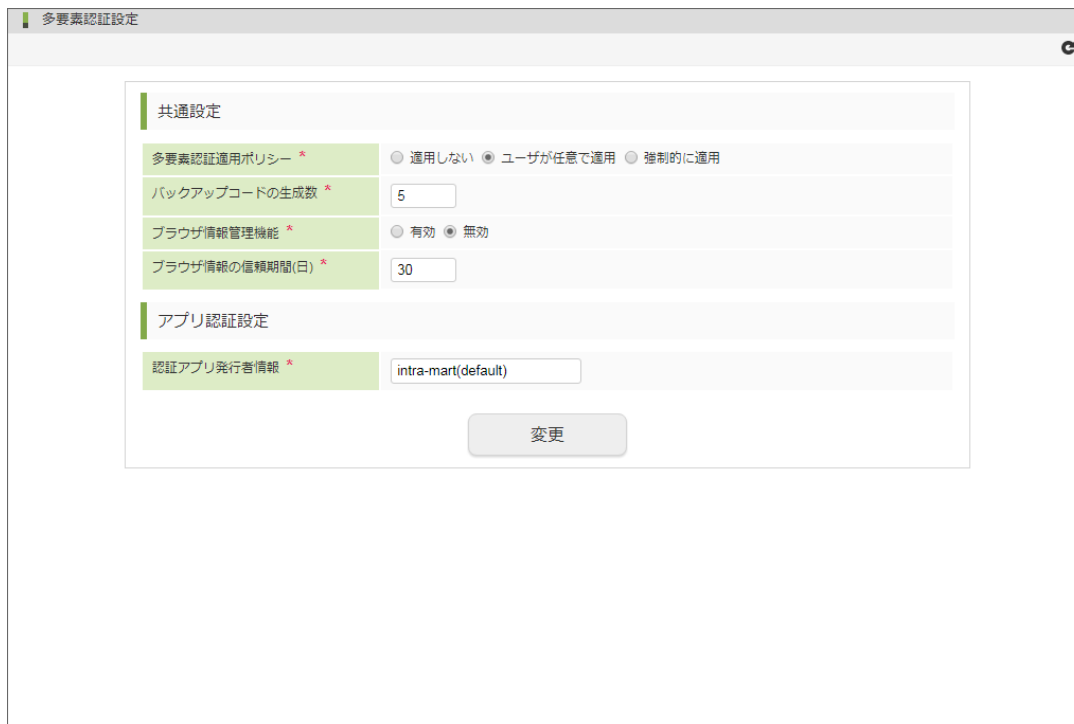 多要素認証設定
共通設定
多要素認証適用ポリシー * 適用しない ユーザが任意で適用 強制的に適用
バックアップコードの生成数 * 5
ブラウザ情報管理機能 * 有効 無効
ブラウザ情報の信頼期間(日) * 30
アプリ認証設定
認証アプリ発行者情報 * intra-mart(default)
変更